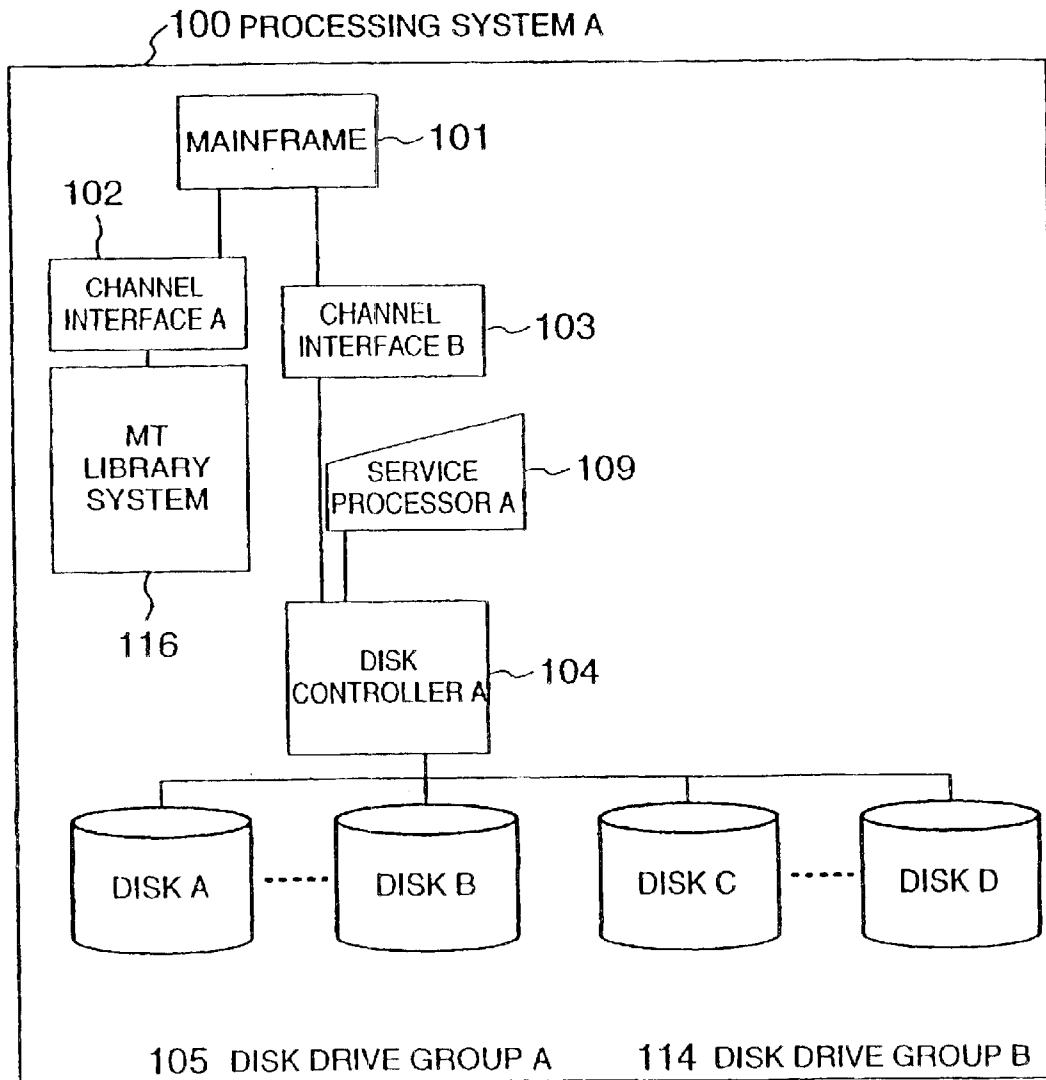 100 PROCESSING SYSTEM A
MAINFRAME
101
102
CHANNEL
INTERFACE A
CHANNEL
INTERFACE B
103
MT
LIBRARY
SYSTEM
SERVICE
PROCESSOR A
109
116
DISK
CONTROLLER A
104
DISK A
DISK B
DISK C
DISK D
105 DISK DRIVE GROUP A
114 DISK DRIVE GROUP B